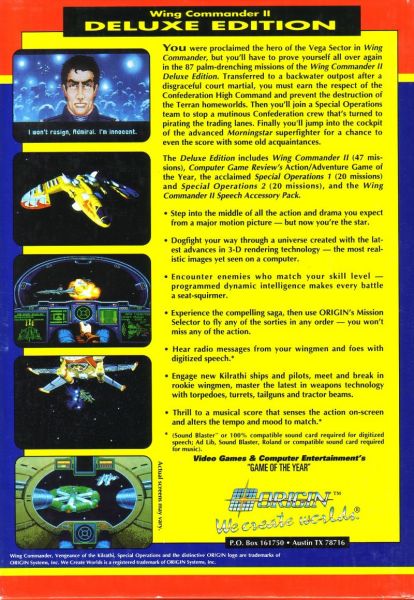 Wing Commander II
DELUXE EDITION
YOU were proclaimed the hero of the Vega Sector in Wing
Commander, but you'll have to prove yourself all over again
in the 87 palm-drenching missions of the Wing Commander II
Deluxe Edition. Transferred to a backwater outpost after a
disgraceful court martial, you must earn the respect of the
Confederation High Command and prevent the destruction of
the Terran homeworlds. Then you'll join a Special Operations
team to stop a mutinous Confederation crew that's turned to
pirating the trading lanes. Finally you'll jump into the cockpit
of the advanced Morningstar superfighter for a chance to
even the score with some old acquaintances.
The Deluxe Edition includes Wing Commander II (47 mis-
sions), Computer Game Review's Action/Adventure Game of
the Year, the acclaimed Special Operations 1 (20 missions)
and Special Operations 2 (20 missions), and the Wing
Commander II Speech Accessory Pack.
• Step into the middle of all the action and drama you expect
from a major motion picture — but now you're the star.
• Dogfight your way through a universe created with the lat-
est advances in 3-D rendering technology — the most real-
istic images yet seen on a computer.
• Encounter enemies who match your skill level —
programmed dynamic intelligence makes every battle
a seat-squirmer.
• Experience the compelling saga, then use ORIGIN's Mission
Selector to fly any of the sorties in any order — you won't
miss any of the action.
• Hear radio messages from your wingmen and foes with
digitized speech.*
• Engage new Kilrathi ships and pilots, meet and break in
rookie wingmen, master the latest in weapons technology
with torpedoes, turrets, tailguns and tractor beams.
• Thrill to a musical score that senses the action on-screen
and alters the tempo and mood to match.*
* (Sound Blaster™ or 100% compatible sound card required for digitized
speech; Ad Lib, Sound Blaster, Roland or compatible sound card required
for music).
Video Games & Computer Entertainment's
"GAME OF THE YEAR"
ORIGIN™
We create worlds.®
P.O. Box 161750 • Austin TX 78716
I won't resign, Admiral. I'm innocent.
Actual screens may vary.
Wing Commander, Vengeance of the Kilrathi, Special Operations and the distinctive ORIGIN logo are trademarks of
ORIGIN Systems, Inc. We Create Worlds is a registered trademark of ORIGIN Systems, Inc.